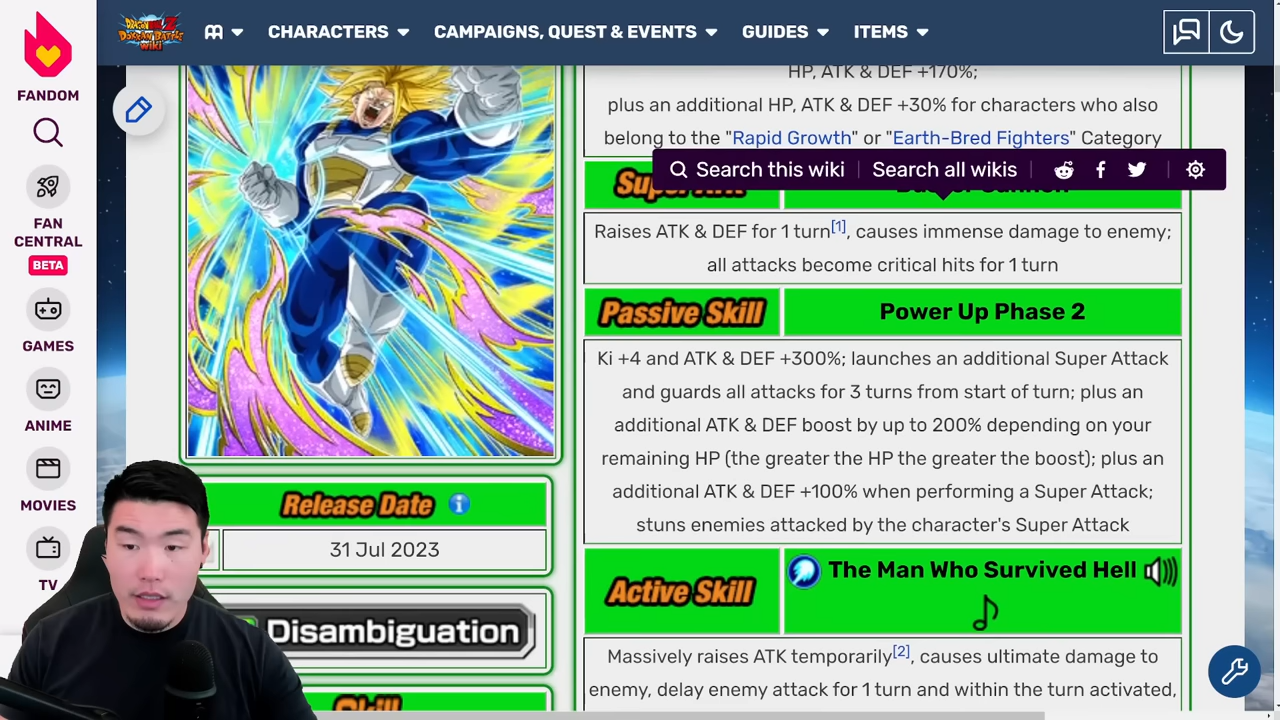 FANDOM
FAN
CENTRAL
BETA
GAMES
ANIME
MOVIES
TV
DRAGON BALL Z
DOKKAN BATTLE
WIKI
CHARACTERS
CAMPAIGNS, QUEST & EVENTS
GUIDES
ITEMS
HP, ATK & DEF +170%;
plus an additional HP, ATK & DEF +30% for characters who also
belong to the "Rapid Growth" or "Earth-Bred Fighters" Category
Search this wiki
Search all wikis
Raises ATK & DEF for 1 turn[1], causes immense damage to enemy;
all attacks become critical hits for 1 turn
Passive Skill
Power Up Phase 2
Ki +4 and ATK & DEF +300%; launches an additional Super Attack
and guards all attacks for 3 turns from start of turn; plus an
additional ATK & DEF boost by up to 200% depending on your
remaining HP (the greater the HP the greater the boost); plus an
additional ATK & DEF +100% when performing a Super Attack;
stuns enemies attacked by the character's Super Attack
Active Skill
The Man Who Survived Hell
Massively raises ATK temporarily[2], causes ultimate damage to
enemy, delay enemy attack for 1 turn and within the turn activated,
Release Date
31 Jul 2023
Disambiguation